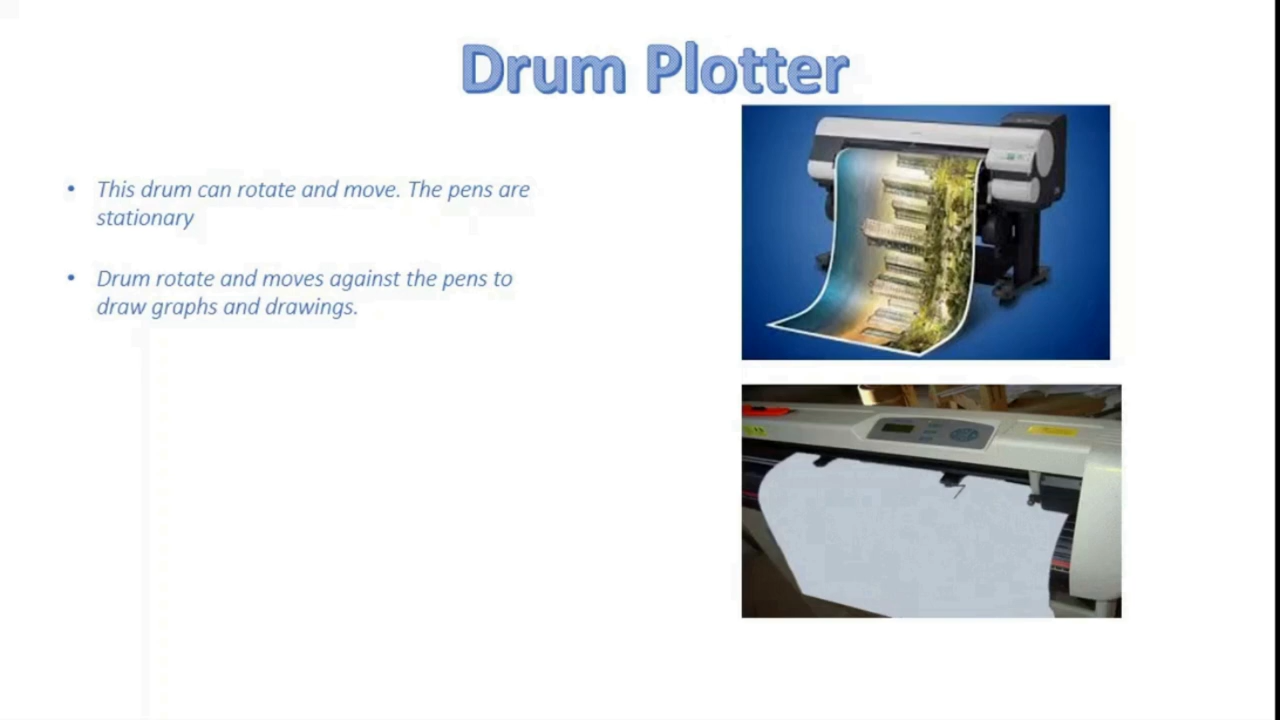 Drum Plotter
• This drum can rotate and move. The pens are
stationary
• Drum rotate and moves against the pens to
draw graphs and drawings.